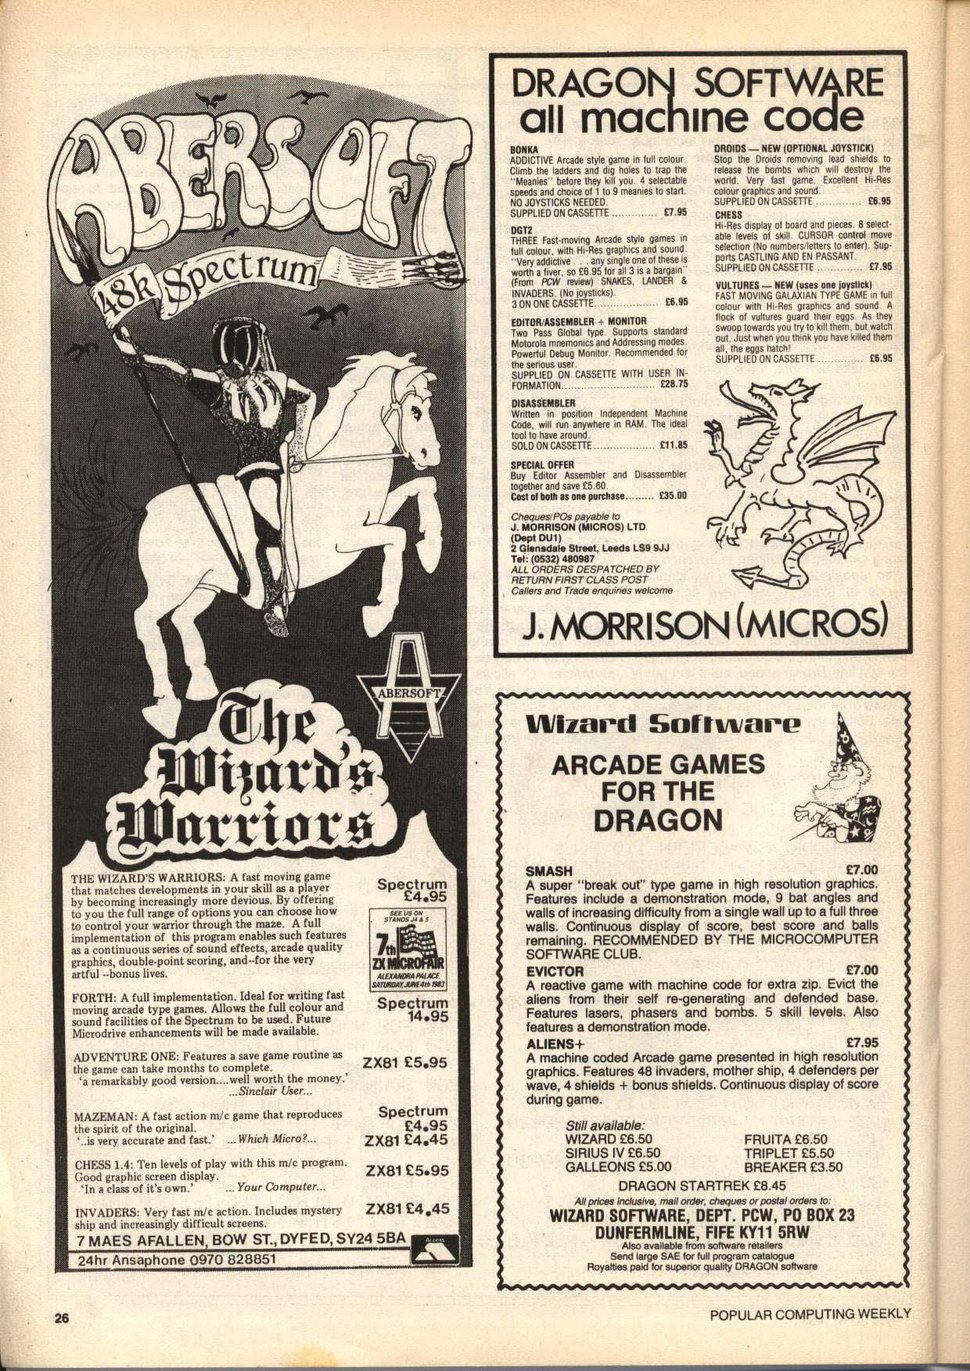 ABERSOFT
48k Spectrum
ABERSOFT
The
Wizard's
Warriors
THE WIZARD'S WARRIORS: A fast moving game
that matches developments in your skill as a player
by becoming increasingly more devious. By offering
to you the full range of options you can choose how
to control your warrior through the maze. A full
implementation of this program enables such features
as a continuous series of sound effects, arcade quality
graphics, double-point scoring, and--for the very
artful --bonus lives.
Spectrum
£4.95
SEE US ON
STANDS J4 & 5
7th
ZX MICROFAIR
ALEXANDRA PALACE,
SATURDAY, JUNE 4th 1983
FORTH: A full implementation. Ideal for writing fast
moving arcade type games. Allows the full colour and
sound facilities of the Spectrum to be used. Future
Microdrive enhancements will be made available.
Spectrum
14.95
ADVENTURE ONE: Features a save game routine as
the game can take months to complete.
'a remarkably good version....well worth the money.'
...Sinclair User...
ZX81 £5.95
MAZEMAN: A fast action m/c game that reproduces
the spirit of the original.
'..is very accurate and fast.' ...Which Micro?...
Spectrum
£4.95
ZX81 £4.45
CHESS 1.4: Ten levels of play with this m/c program.
Good graphic screen display.
'In a class of it's own.' ...Your Computer...
ZX81 £5.95
INVADERS: Very fast m/c action. Includes mystery
ship and increasingly difficult screens.
ZX81 £4.45
7 MAES AFALLEN, BOW ST., DYFED, SY24 5BA
Access
24hr Ansaphone 0970 828851
DRAGON SOFTWARE
all machine code
BONKA
ADDICTIVE Arcade style game in full colour.
Climb the ladders and dig holes to trap the
"Meanies" before they kill you. 4 selectable
speeds and choice of 1 to 9 meanies to start.
NO JOYSTICKS NEEDED.
SUPPLIED ON CASSETTE .............. £7.95
DGT2
THREE Fast-moving Arcade style games in
full colour, with Hi-Res graphics and sound.
"Very addictive . . . any single one of these is
worth a fiver, so £6.95 for all 3 is a bargain"
(From PCW review) SNAKES, LANDER &
INVADERS. (No joysticks).
3 ON ONE CASSETTE .................. £6.95
EDITOR/ASSEMBLER + MONITOR
Two Pass Global type. Supports standard
Motorola mnemonics and Addressing modes.
Powerful Debug Monitor. Recommended for
the serious user.
SUPPLIED ON CASSETTE WITH USER IN-
FORMATION........................ £28.75
DISASSEMBLER
Written in position Independent Machine
Code, will run anywhere in RAM. The ideal
tool to have around.
SOLD ON CASSETTE ................ £11.85
SPECIAL OFFER
Buy Editor Assembler and Disassembler
together and save £5.60.
Cost of both as one purchase......... £35.00
Cheques/POs payable to
J. MORRISON (MICROS) LTD
(Dept DU1)
2 Glensdale Street, Leeds LS9 9JJ
Tel: (0532) 480987
ALL ORDERS DESPATCHED BY
RETURN FIRST CLASS POST
Callers and Trade enquiries welcome
DROIDS — NEW (OPTIONAL JOYSTICK)
Stop the Droids removing lead shields to
release the bombs which will destroy the
world. Very fast game. Excellent Hi-Res
colour graphics and sound.
SUPPLIED ON CASSETTE .............. £6.95
CHESS
Hi-Res display of board and pieces. 8 select-
able levels of skill. CURSOR control move
selection (No numbers/letters to enter). Sup-
ports CASTLING AND EN PASSANT.
SUPPLIED ON CASSETTE .............. £7.95
VULTURES — NEW (uses one joystick)
FAST MOVING GALAXIAN TYPE GAME in full
colour with Hi-Res graphics and sound. A
flock of vultures guard their eggs. As they
swoop towards you try to kill them, but watch
out. Just when you think you have killed them
all, the eggs hatch!
SUPPLIED ON CASSETTE .............. £6.95
J. MORRISON (MICROS)
Wizard Software
ARCADE GAMES
FOR THE
DRAGON
SMASH £7.00
A super "break out" type game in high resolution graphics.
Features include a demonstration mode, 9 bat angles and
walls of increasing difficulty from a single wall up to a full three
walls. Continuous display of score, best score and balls
remaining. RECOMMENDED BY THE MICROCOMPUTER
SOFTWARE CLUB.
EVICTOR £7.00
A reactive game with machine code for extra zip. Evict the
aliens from their self re-generating and defended base.
Features lasers, phasers and bombs. 5 skill levels. Also
features a demonstration mode.
ALIENS+ £7.95
A machine coded Arcade game presented in high resolution
graphics. Features 48 invaders, mother ship, 4 defenders per
wave, 4 shields + bonus shields. Continuous display of score
during game.
Still available:
WIZARD £6.50 FRUITA £6.50
SIRIUS IV £6.50 TRIPLET £5.50
GALLEONS £5.00 BREAKER £3.50
DRAGON STARTREK £8.45
All prices inclusive, mail order, cheques or postal orders to:
WIZARD SOFTWARE, DEPT. PCW, PO BOX 23
DUNFERMLINE, FIFE KY11 5RW
Also available from software retailers
Send large SAE for full program catalogue
Royalties paid for superior quality DRAGON software
26
POPULAR COMPUTING WEEKLY